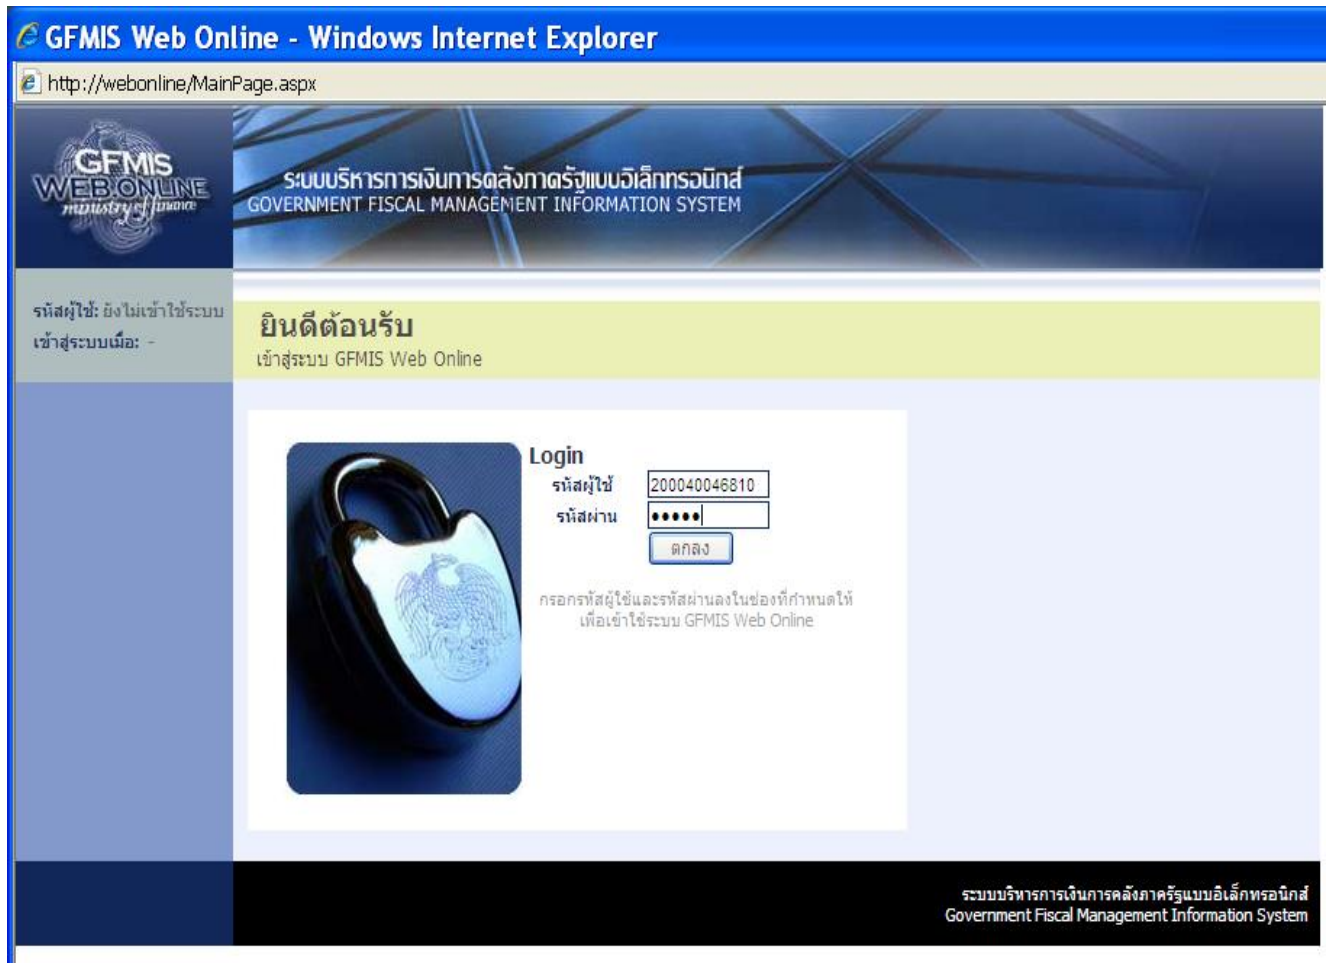 GFMIS Web Online - Windows Internet Explorer
http://webonline/MainPage.aspx
GFMIS
WEB ONLINE
ministry of finance
ระบบบริหารการเงินการคลังภาครัฐแบบอิเล็กทรอนิกส์
GOVERNMENT FISCAL MANAGEMENT INFORMATION SYSTEM
รหัสผู้ใช้: ยังไม่เข้าใช้ระบบ
เข้าสู่ระบบเมื่อ: -
ยินดีต้อนรับ
เข้าสู่ระบบ GFMIS Web Online
Login
รหัสผู้ใช้ 200040046810
รหัสผ่าน •••••
ตกลง
กรอกรหัสผู้ใช้และรหัสผ่านลงในช่องที่กำหนดให้
เพื่อเข้าใช้ระบบ GFMIS Web Online
ระบบบริหารการเงินการคลังภาครัฐแบบอิเล็กทรอนิกส์
Government Fiscal Management Information System